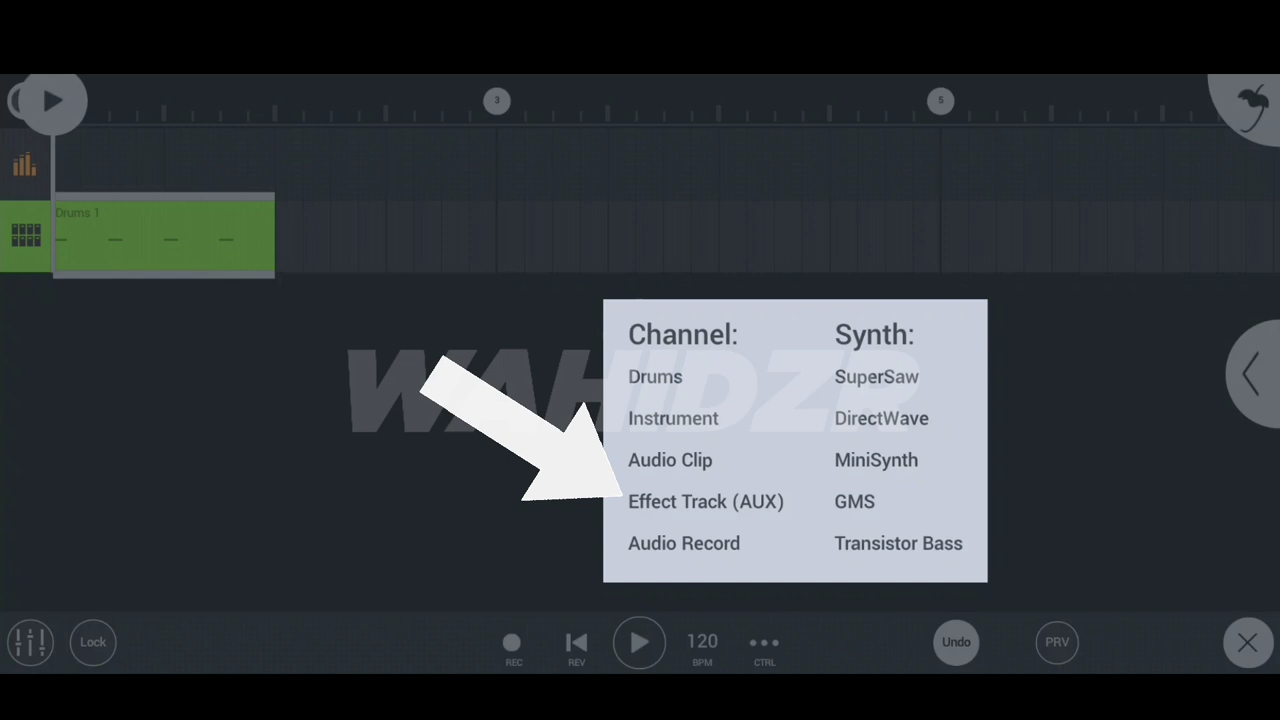 3
5
Drums 1
WAHIDZR
Channel:
Drums
Instrument
Audio Clip
Effect Track (AUX)
Audio Record
Synth:
SuperSaw
DirectWave
MiniSynth
GMS
Transistor Bass
Lock
REC
REV
120
BPM
CTRL
Undo
PRV